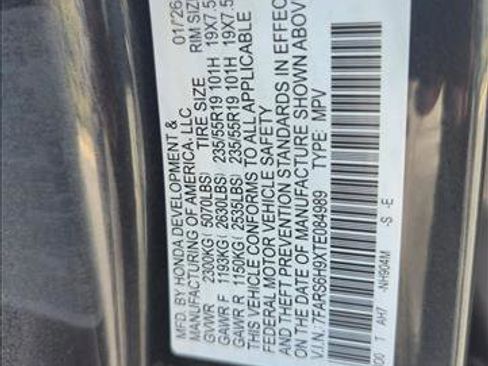 MFD. BY HONDA DEVELOPMENT & 01/'26
MANUFACTURING OF AMERICA, LLC
TIRE SIZE RIM SIZE
GVWR 2300KG( 5070LBS)
GAWR F 1193KG( 2630LBS) 235/55R19 101H 19X7.5
GAWR R 1150KG( 2535LBS) 235/55R19 101H 19X7.5
THIS VEHICLE CONFORMS TO ALL APPLICABLE
FEDERAL MOTOR VEHICLE SAFETY
AND THEFT PREVENTION STANDARDS IN EFFECT
ON THE DATE OF MANUFACTURE SHOWN ABOVE
V.I.N.:7FARS6H9XTE084989 TYPE: MPV
T AH7 -NH904M -S -E